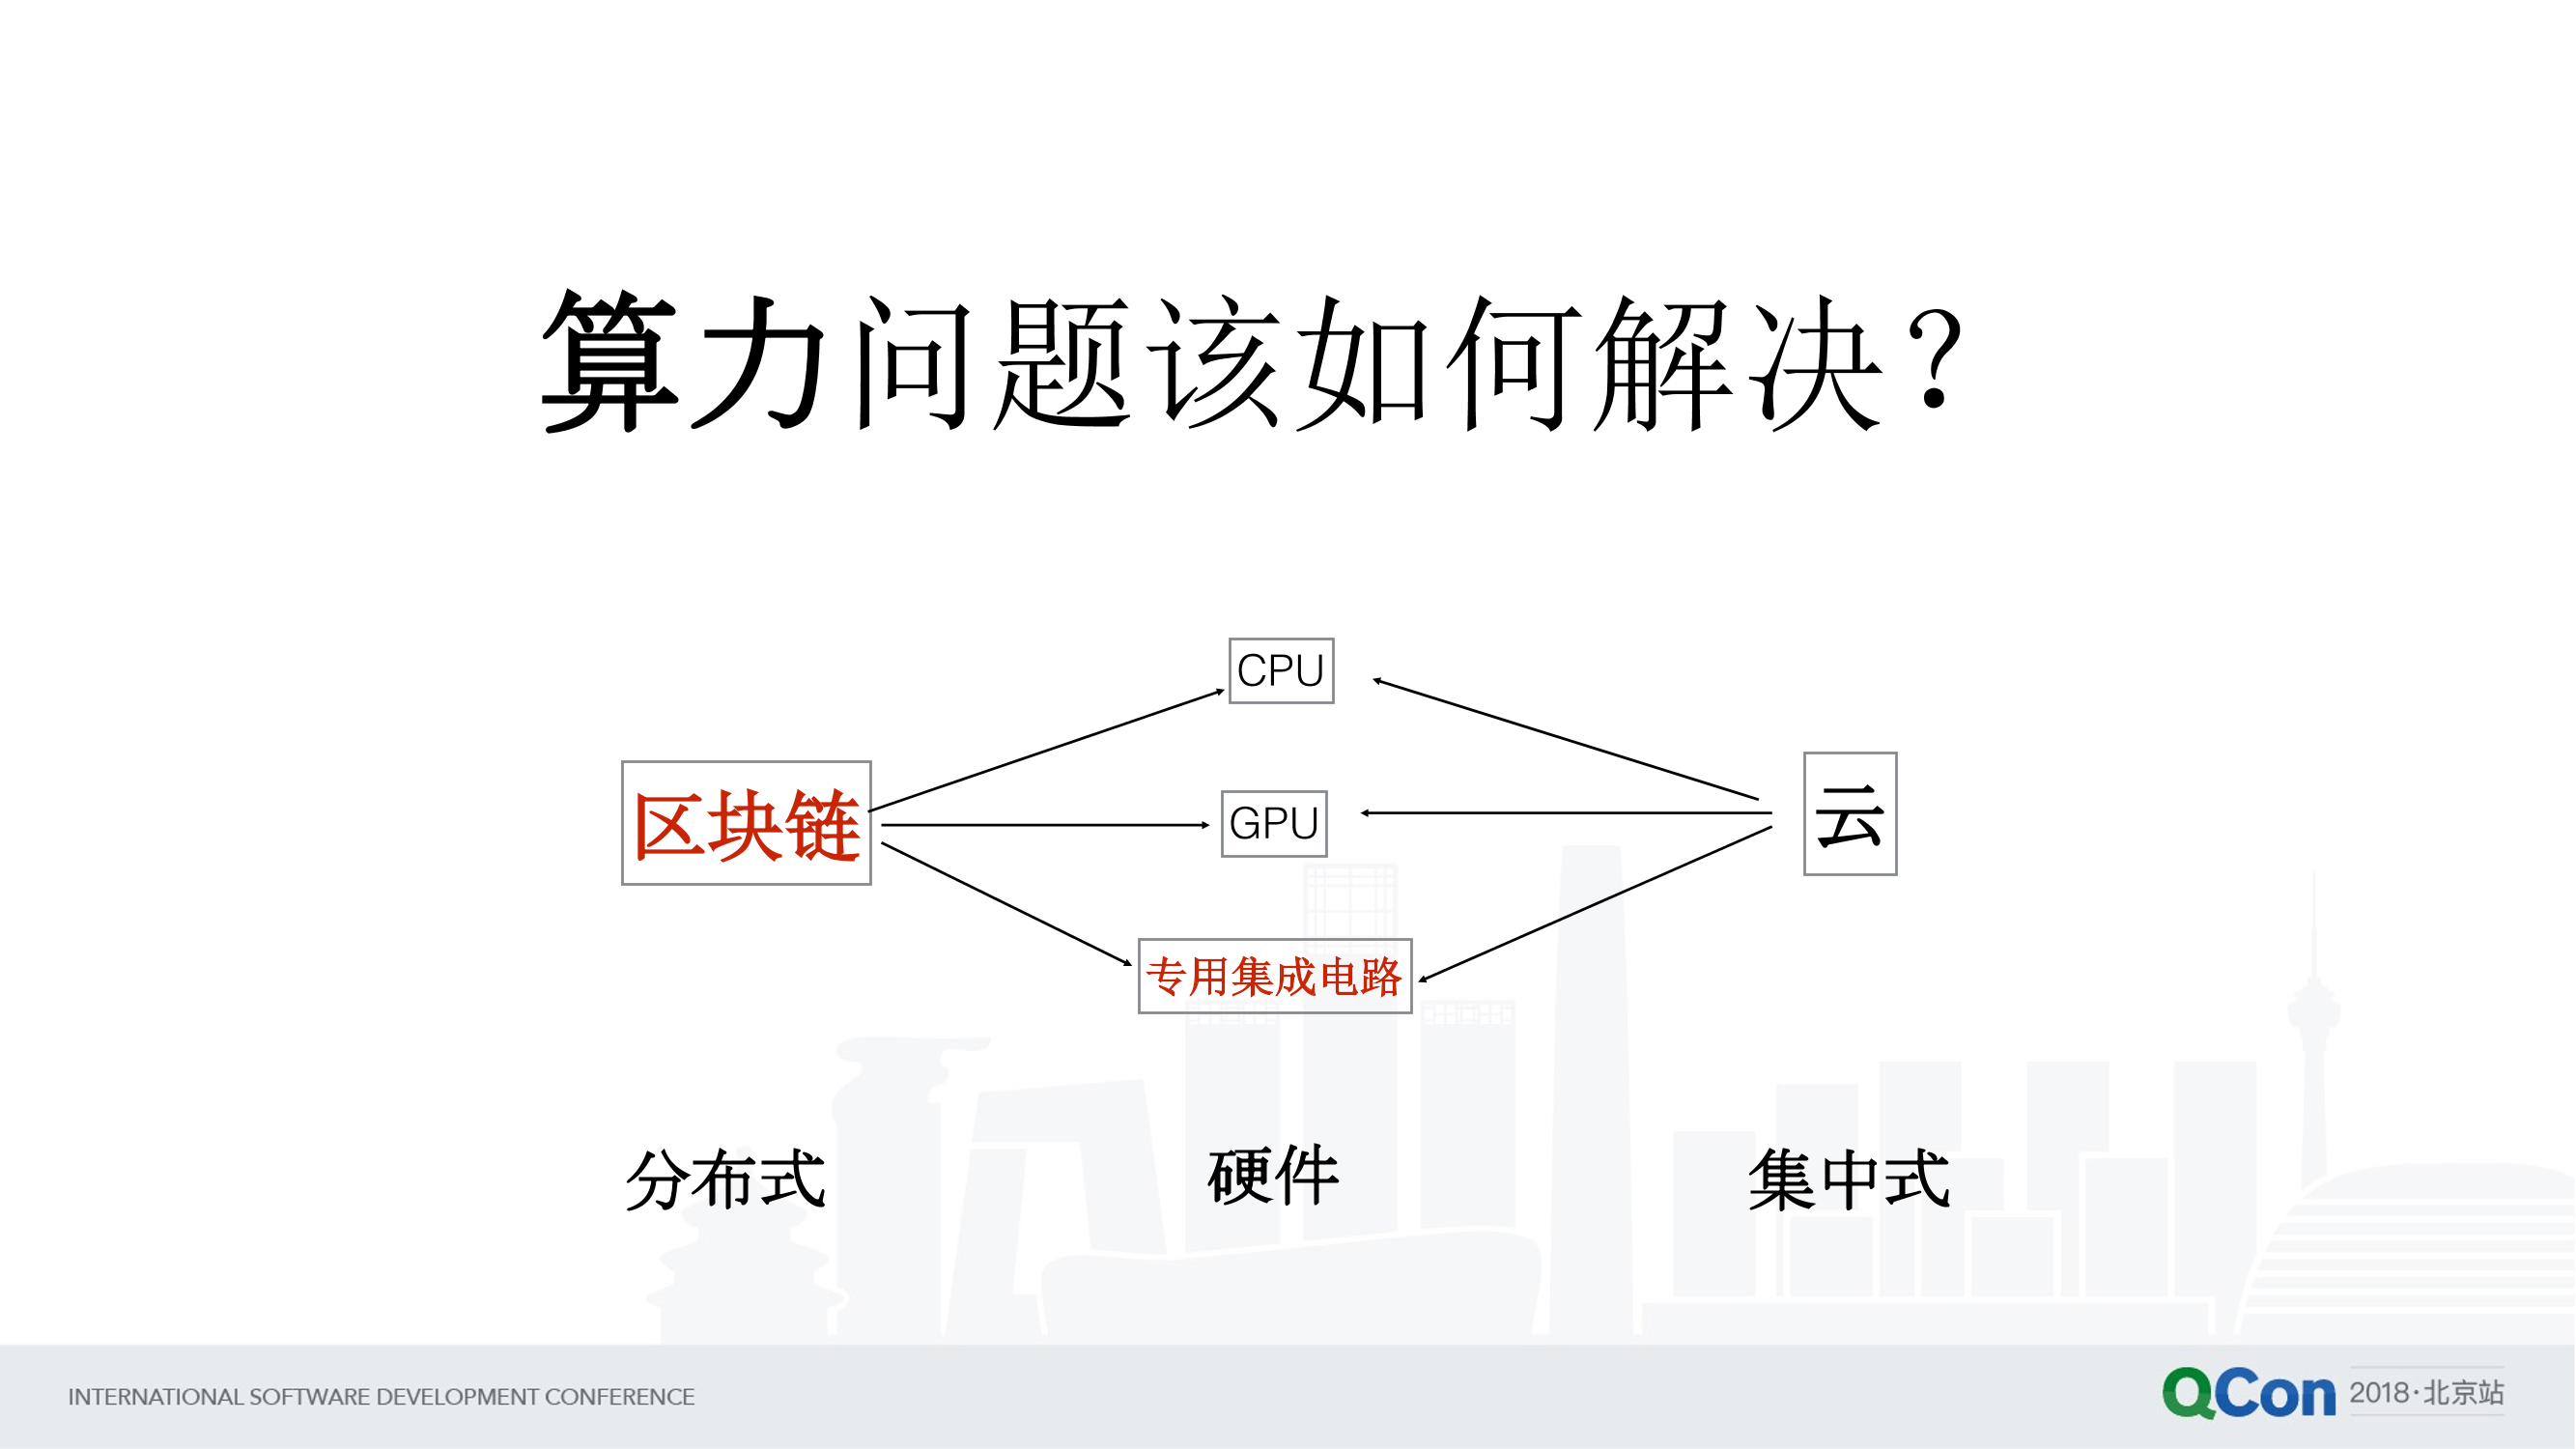 算力问题该如何解决？
CPU
区块链
GPU
云
专用集成电路
分布式
硬件
集中式
INTERNATIONAL SOFTWARE DEVELOPMENT CONFERENCE
QCon 2018·北京站